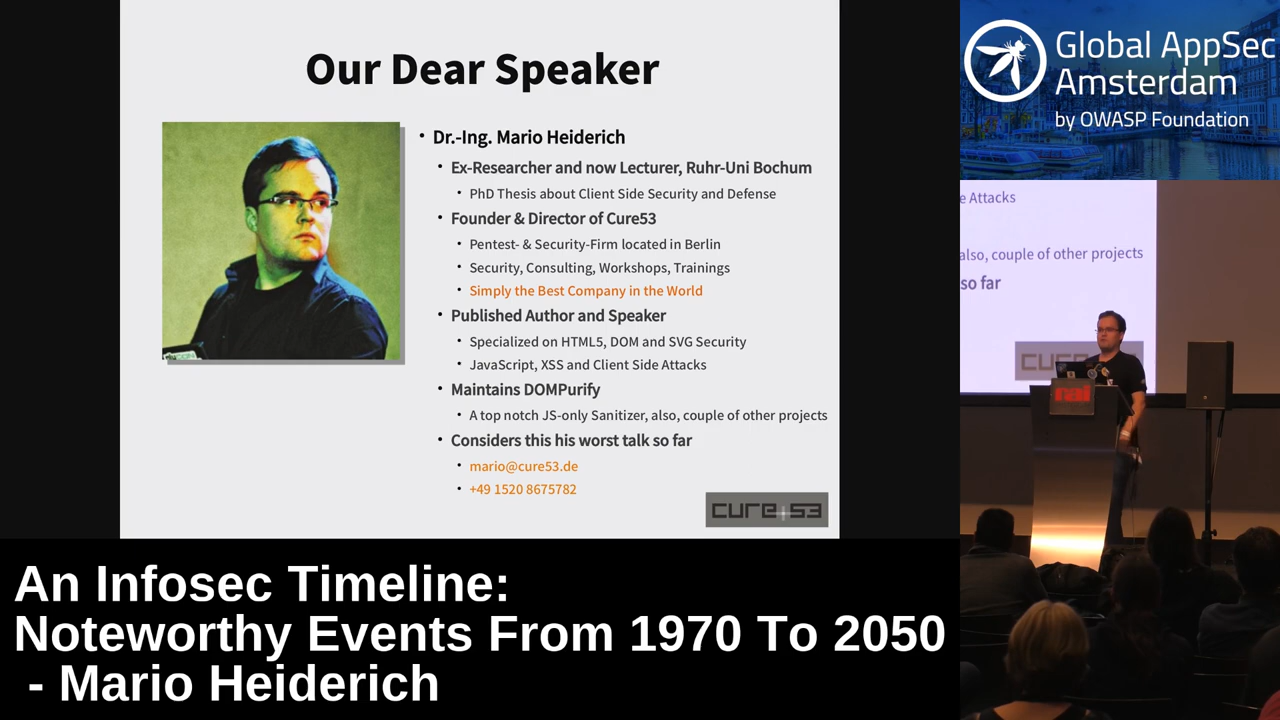 Our Dear Speaker
• Dr.-Ing. Mario Heiderich
• Ex-Researcher and now Lecturer, Ruhr-Uni Bochum
• PhD Thesis about Client Side Security and Defense
• Founder & Director of Cure53
• Pentest- & Security-Firm located in Berlin
• Security, Consulting, Workshops, Trainings
• Simply the Best Company in the World
• Published Author and Speaker
• Specialized on HTML5, DOM and SVG Security
• JavaScript, XSS and Client Side Attacks
• Maintains DOMPurify
• A top notch JS-only Sanitizer, also, couple of other projects
• Considers this his worst talk so far
• mario@cure53.de
• +49 1520 8675782
cure+53
Global AppSec
Amsterdam
by OWASP Foundation
e Attacks
also, couple of other projects
so far
cure
rai
An Infosec Timeline:
Noteworthy Events From 1970 To 2050
- Mario Heiderich